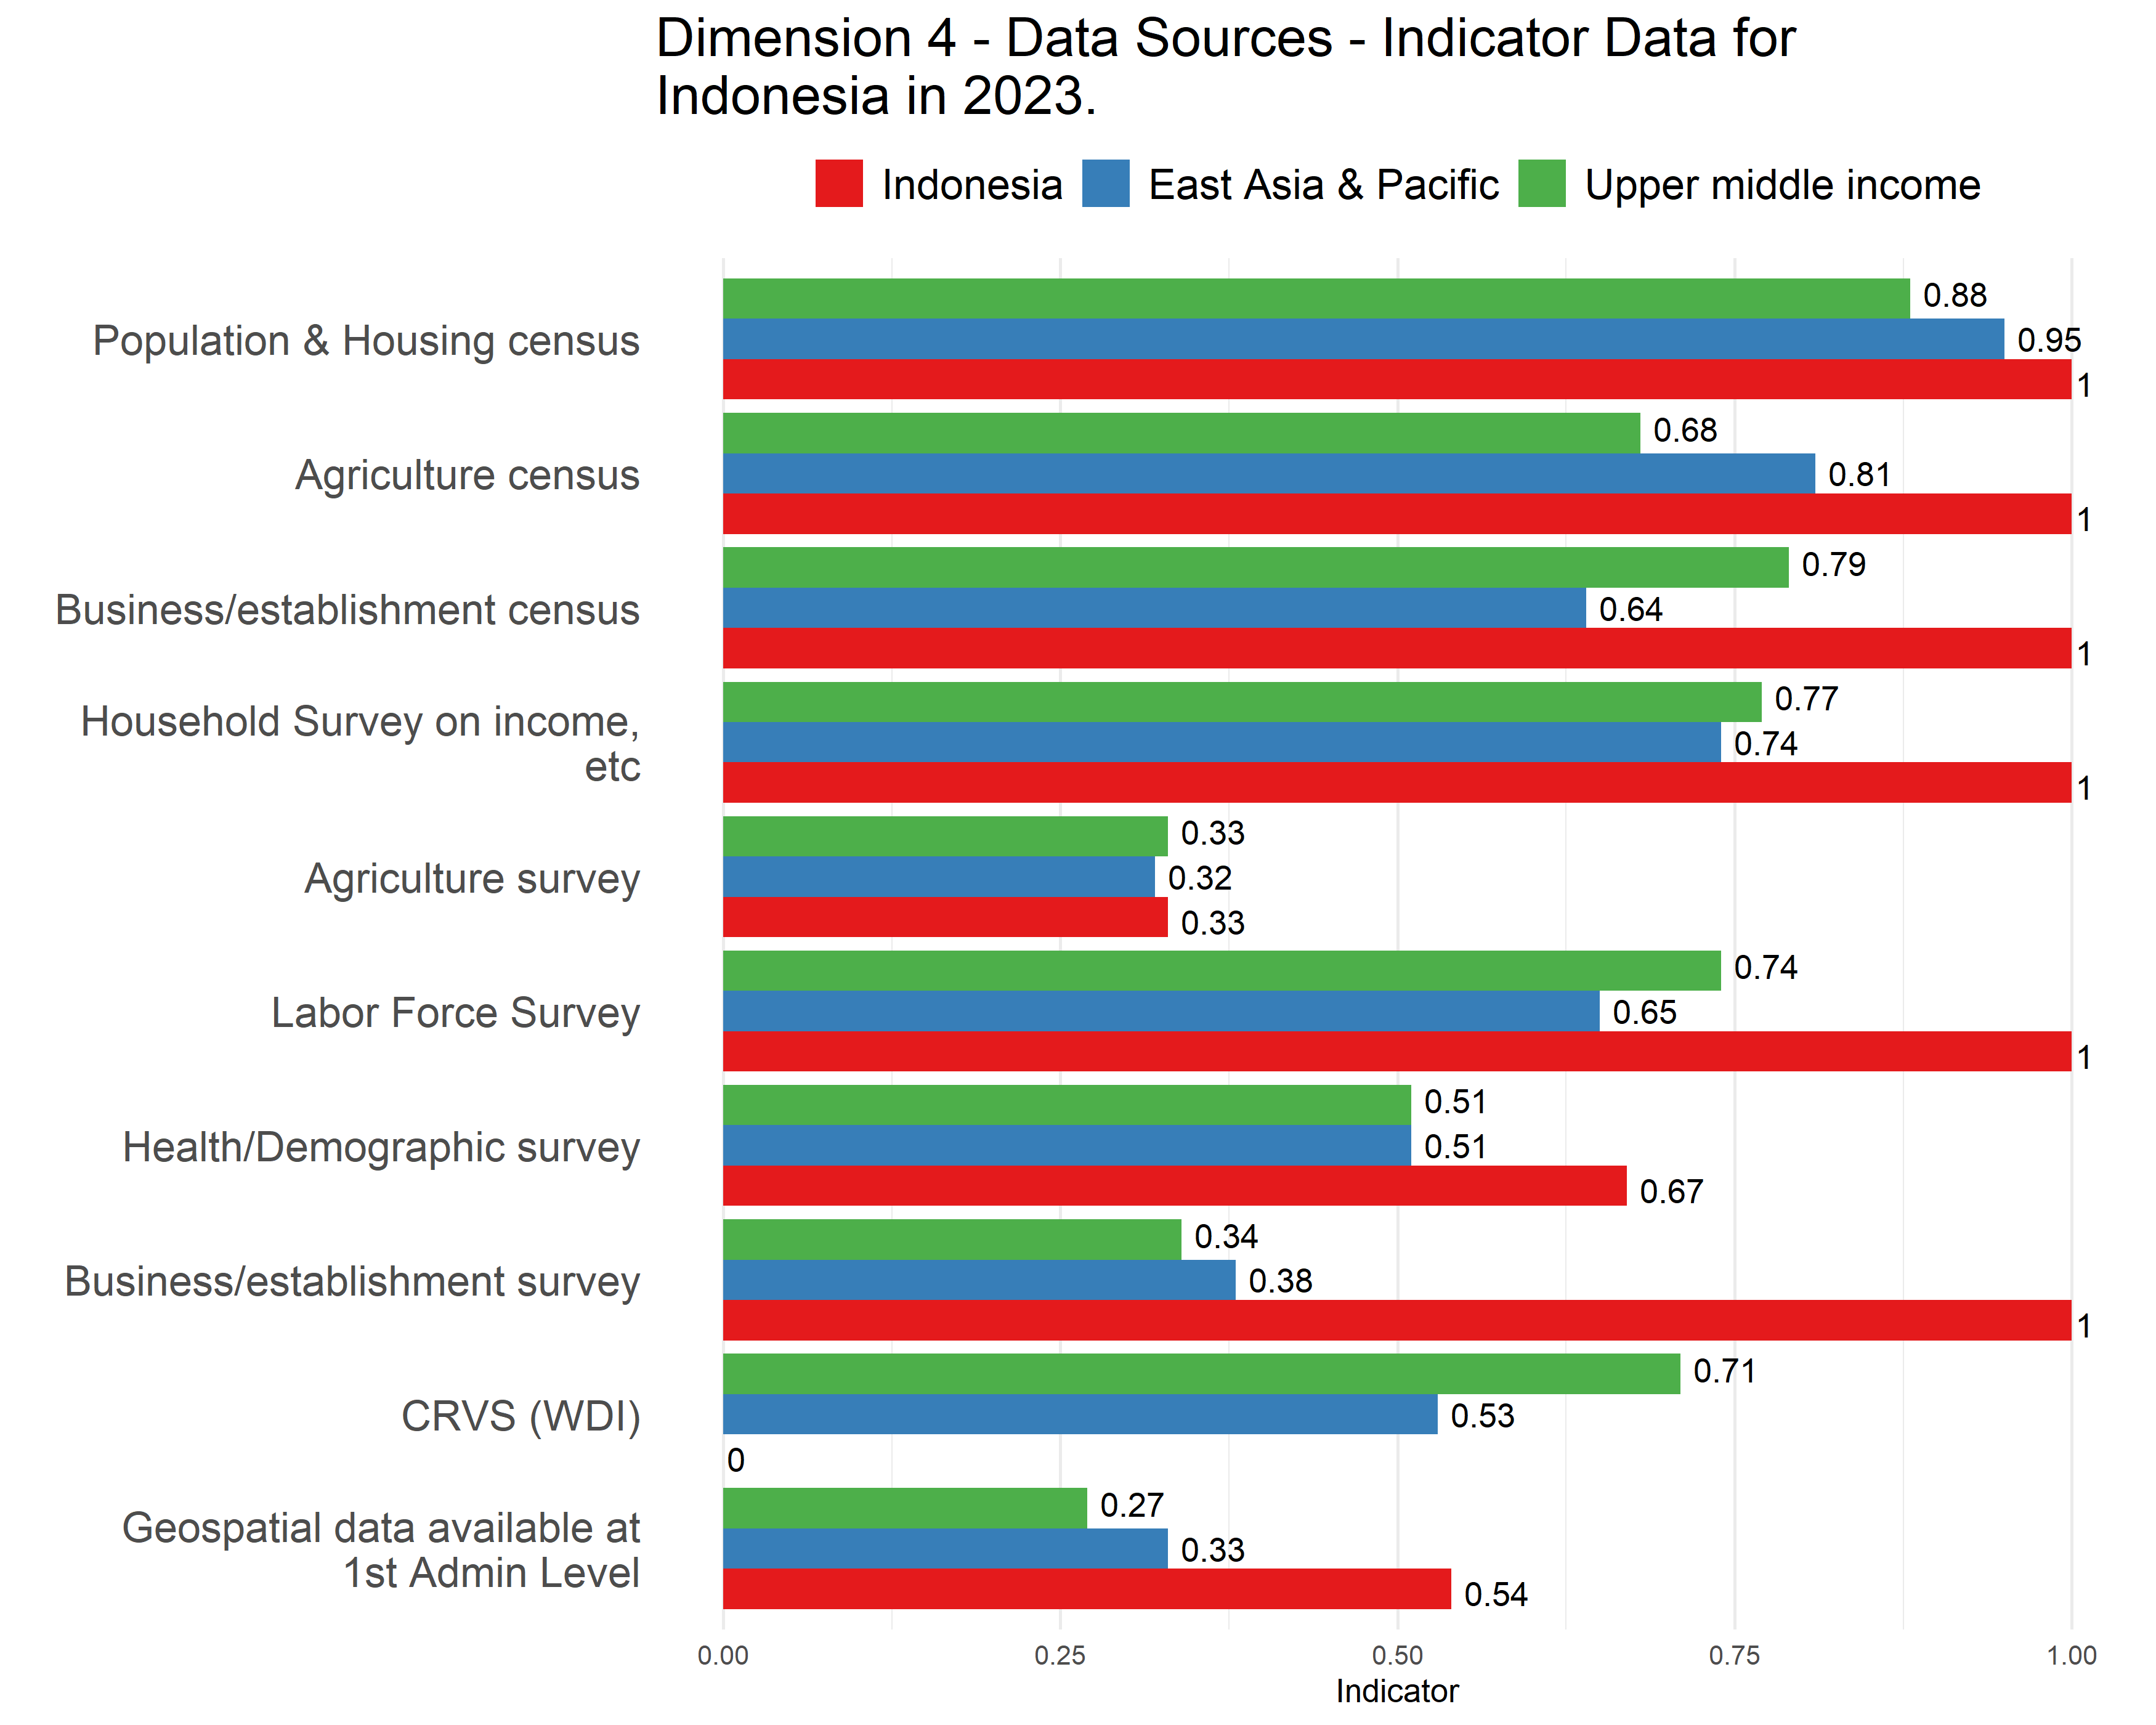 Dimension 4 - Data Sources - Indicator Data for
Indonesia in 2023.
Indonesia
East Asia & Pacific
Upper middle income
Population & Housing census
0.88
0.95
1
Agriculture census
0.68
0.81
1
Business/establishment census
0.79
0.64
1
Household Survey on income,
etc
0.77
0.74
1
Agriculture survey
0.33
0.32
0.33
Labor Force Survey
0.74
0.65
1
Health/Demographic survey
0.51
0.51
0.67
Business/establishment survey
0.34
0.38
1
CRVS (WDI)
0.71
0.53
0
Geospatial data available at
1st Admin Level
0.27
0.33
0.54
0.00
0.25
0.50
0.75
1.00
Indicator